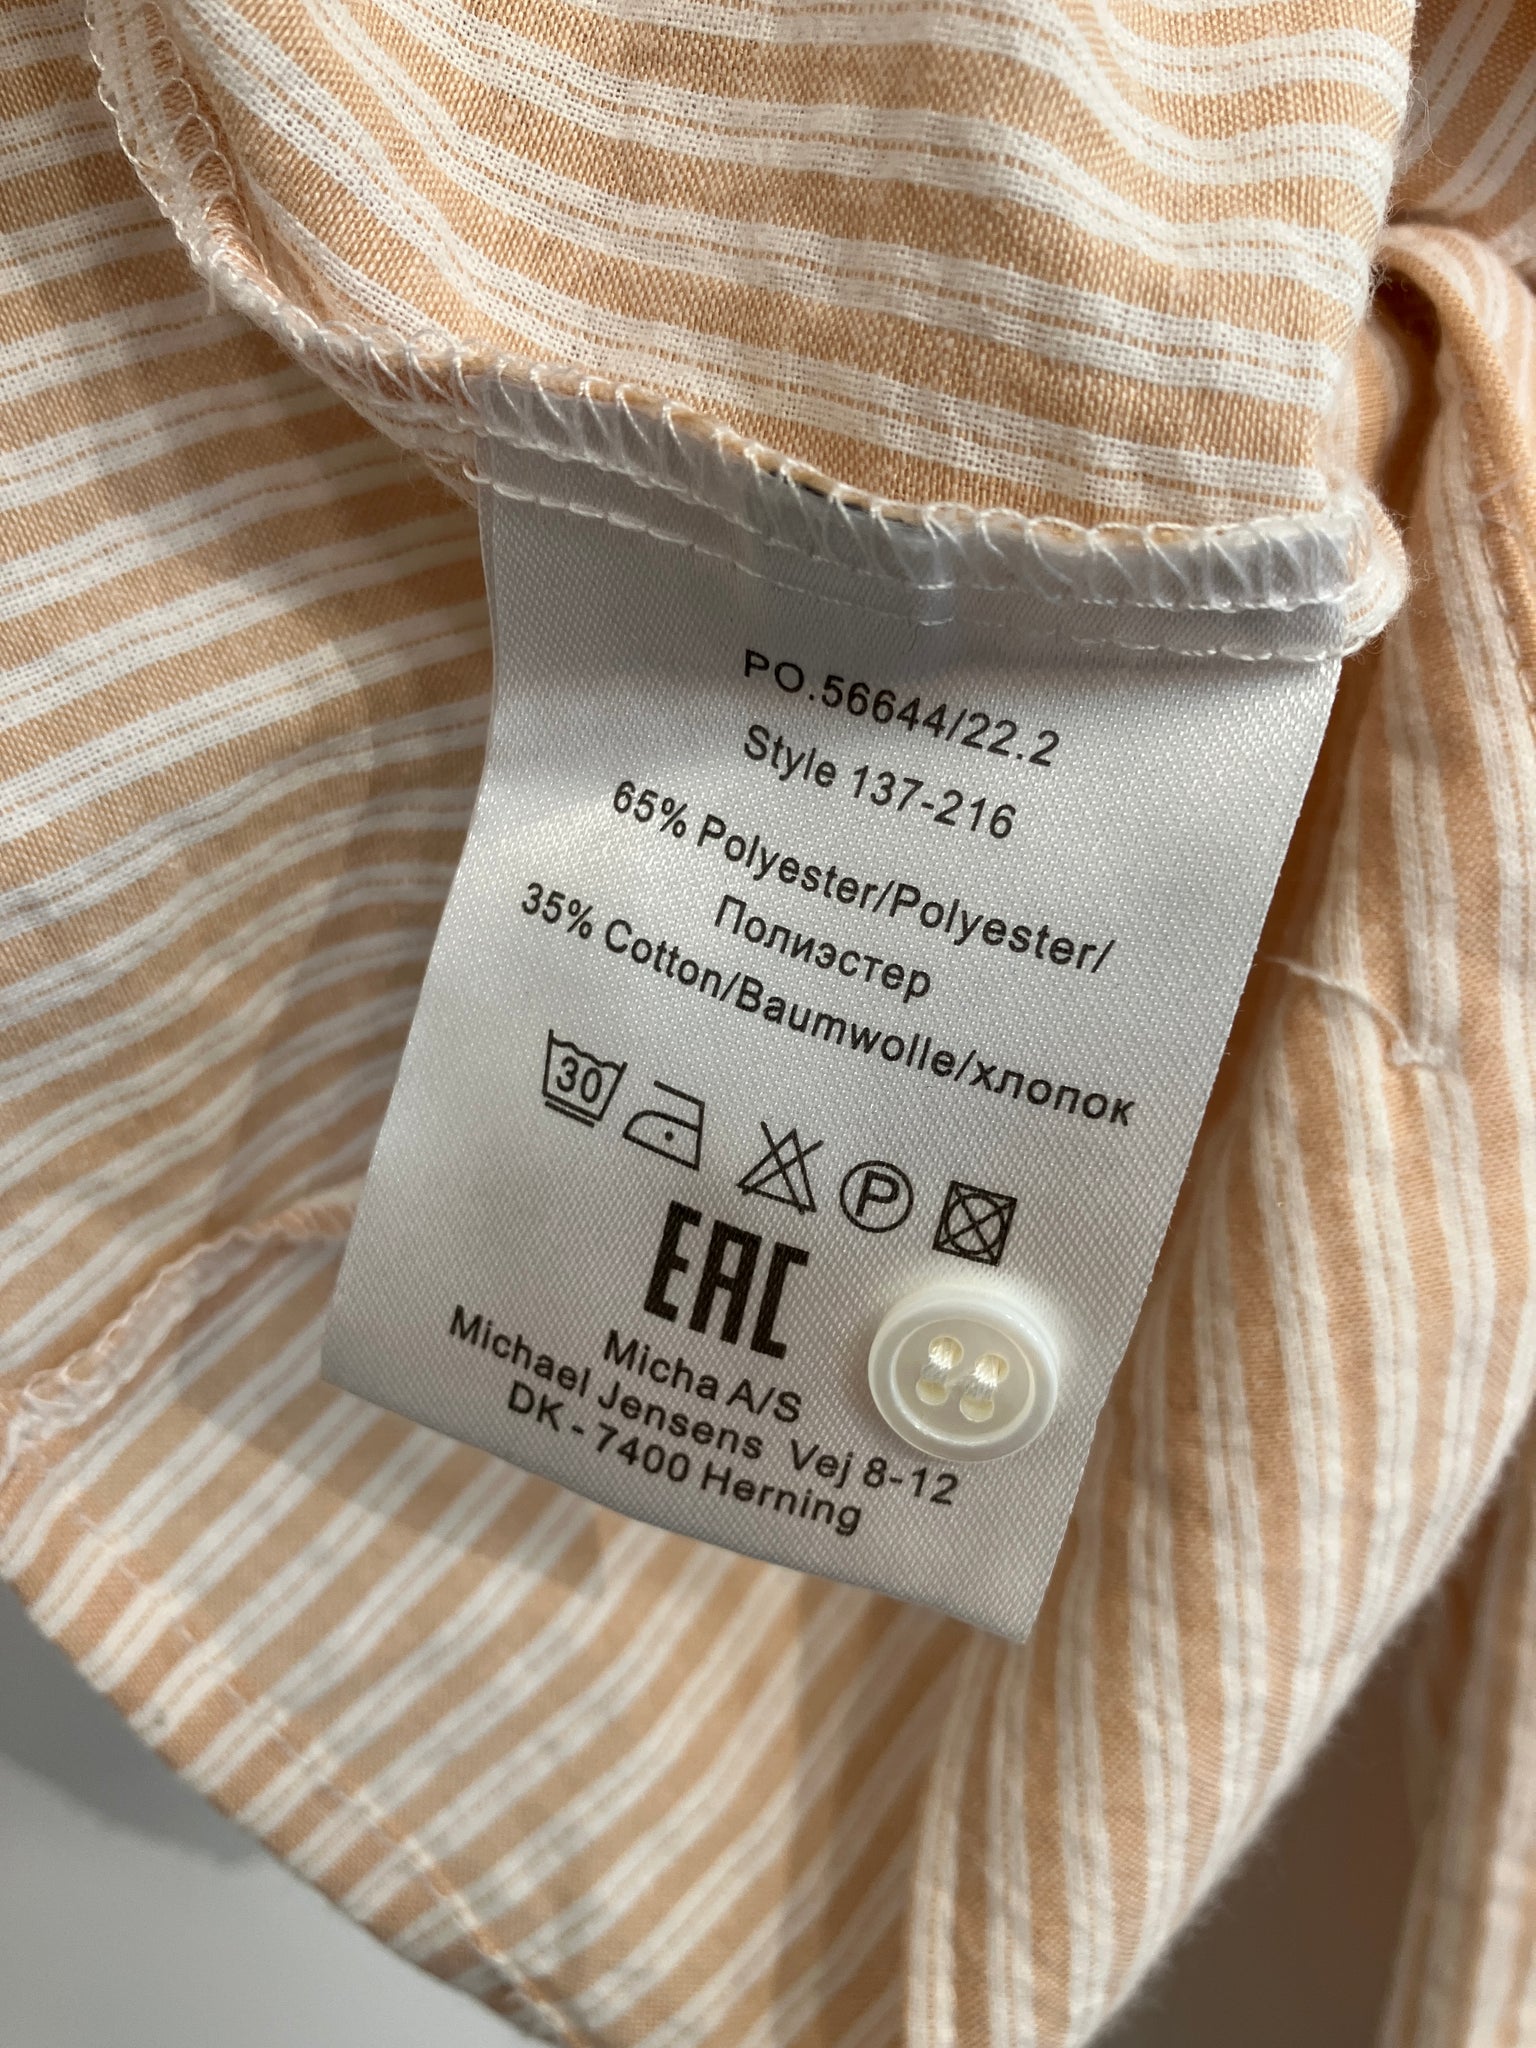 PO.56644/22.2
Style 137-216
65% Polyester/Polyester/
Полиэстер
35% Cotton/Baumwolle/хлопок
30
P
EAC
Micha A/S
Michael Jensens Vej 8-12
DK - 7400 Herning